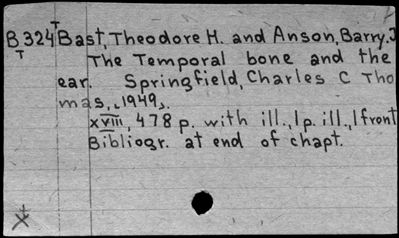 B324 Bast, Theodore H. and Anson, Barry. J
T The Temporal bone and the
ear. Springfield, Charles C Tho
mas, 1949.
xviii, 478 p. with ill., 1 p. ill., 1 front
Bibliogr. at end of chapt.